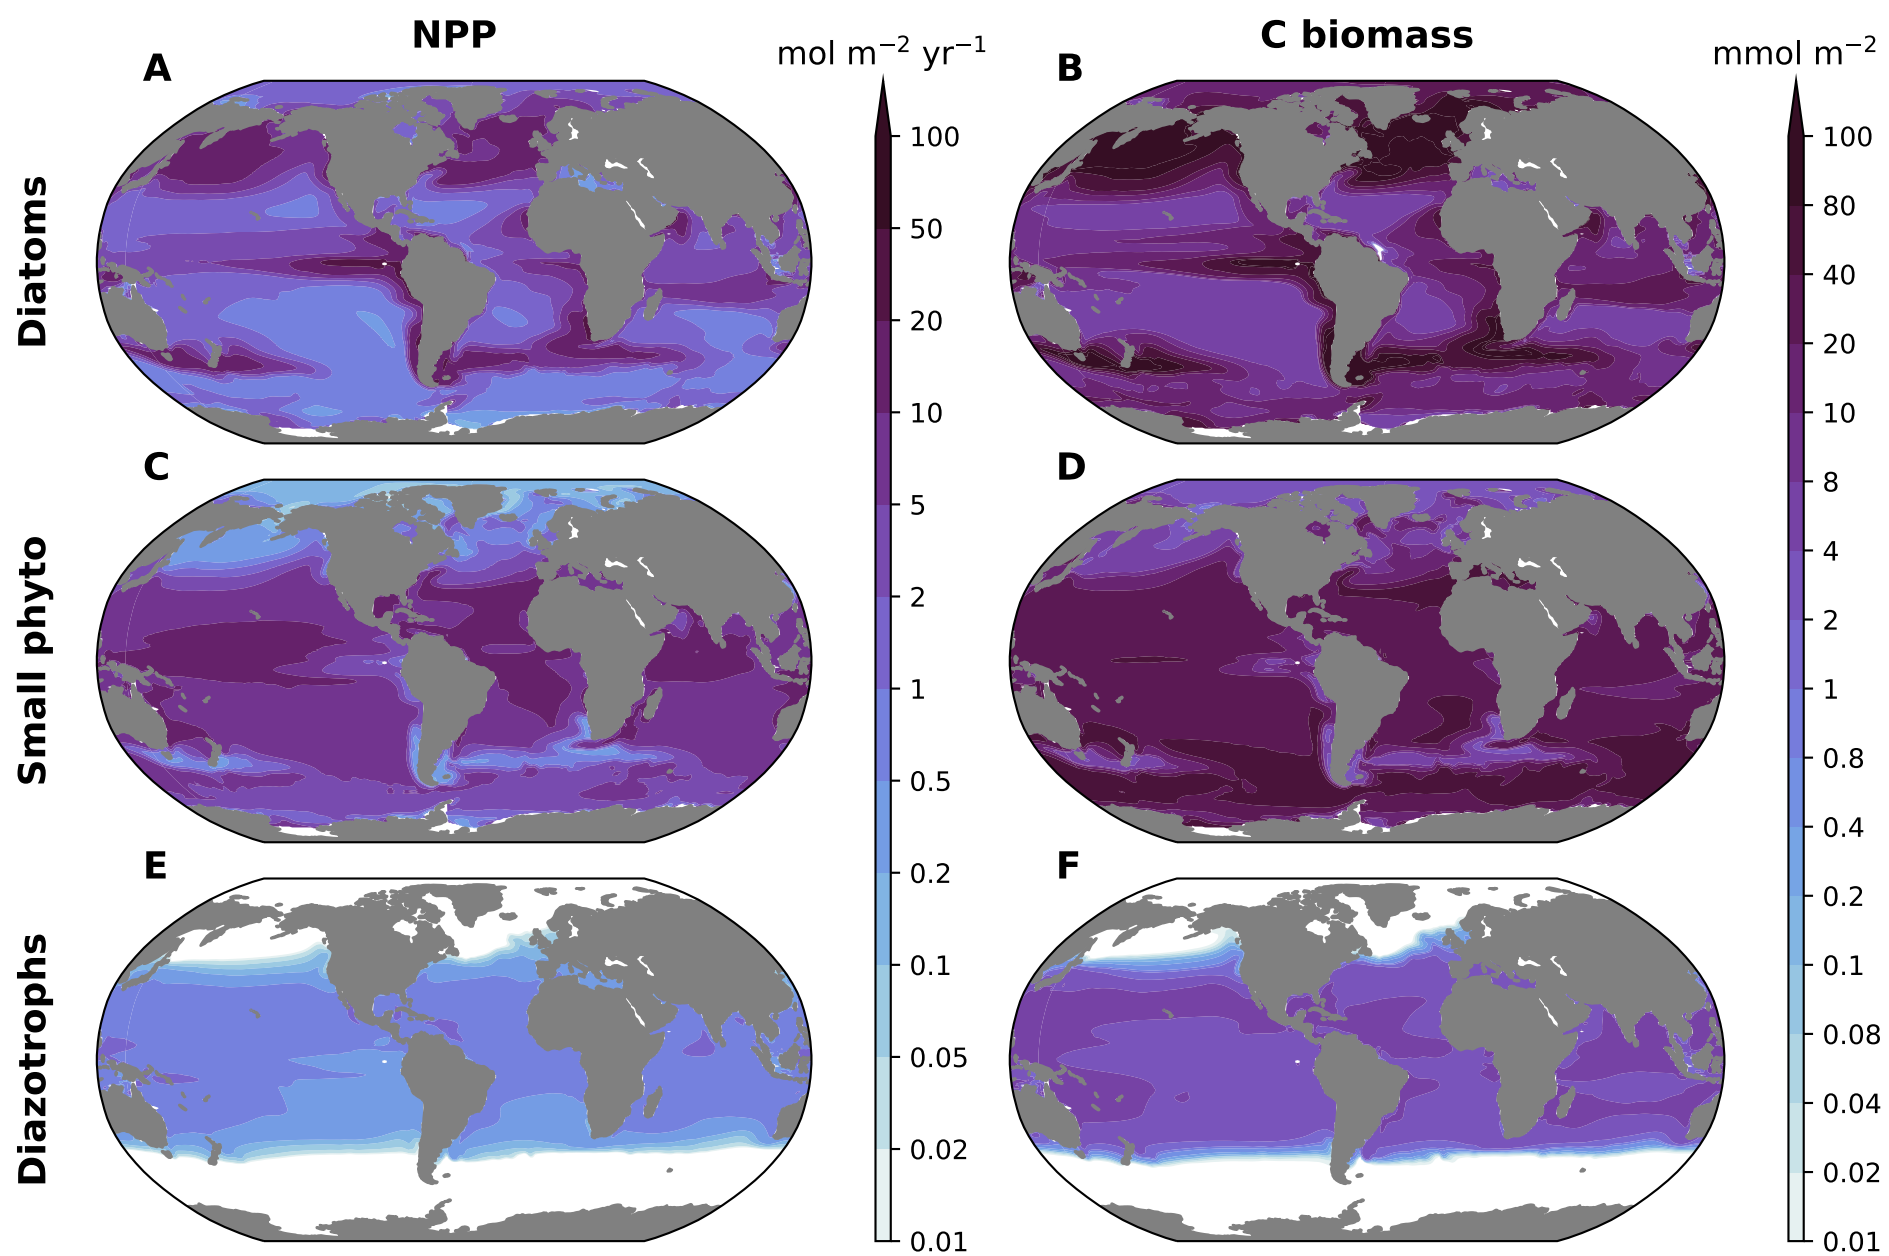 NPP
C biomass
mol m⁻² yr⁻¹
mmol m⁻²
A
B
Diatoms
100
50
20
10
5
2
1
0.5
0.2
0.1
0.05
0.02
0.01
100
80
40
20
10
8
4
2
1
0.8
0.4
0.2
0.1
0.08
0.04
0.02
0.01
C
D
Small phyto
E
F
Diazotrophs